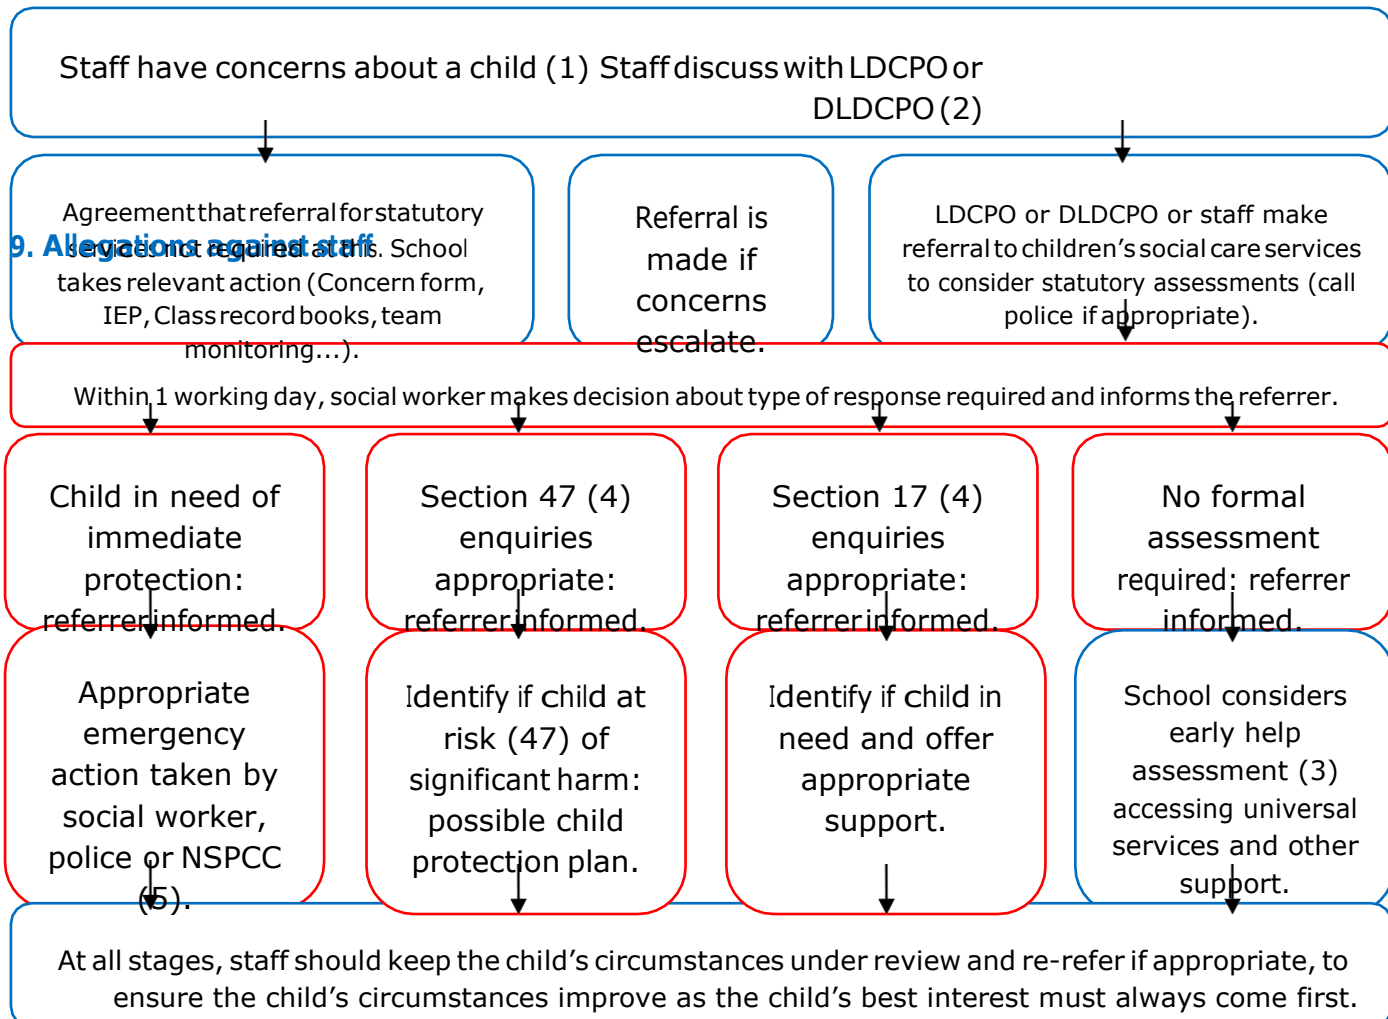 Staff have concerns about a child (1) Staff discuss with LDCPO or
DLDCPO (2)
Agreement that referral for statutory
services not required at this. School
takes relevant action (Concern form,
IEP, Class record books, team
monitoring...).
9. Allegations against staff
Referral is
made if
concerns
escalate.
LDCPO or DLDCPO or staff make
referral to children’s social care services
to consider statutory assessments (call
police if appropriate).
Within 1 working day, social worker makes decision about type of response required and informs the referrer.
Child in need of
immediate
protection:
referrer informed.
Section 47 (4)
enquiries
appropriate:
referrer informed.
Section 17 (4)
enquiries
appropriate:
referrer informed.
No formal
assessment
required: referrer
informed.
Appropriate
emergency
action taken by
social worker,
police or NSPCC
(5).
Identify if child at
risk (47) of
significant harm:
possible child
protection plan.
Identify if child in
need and offer
appropriate
support.
School considers
early help
assessment (3)
accessing universal
services and other
support.
At all stages, staff should keep the child’s circumstances under review and re-refer if appropriate, to
ensure the child’s circumstances improve as the child’s best interest must always come first.